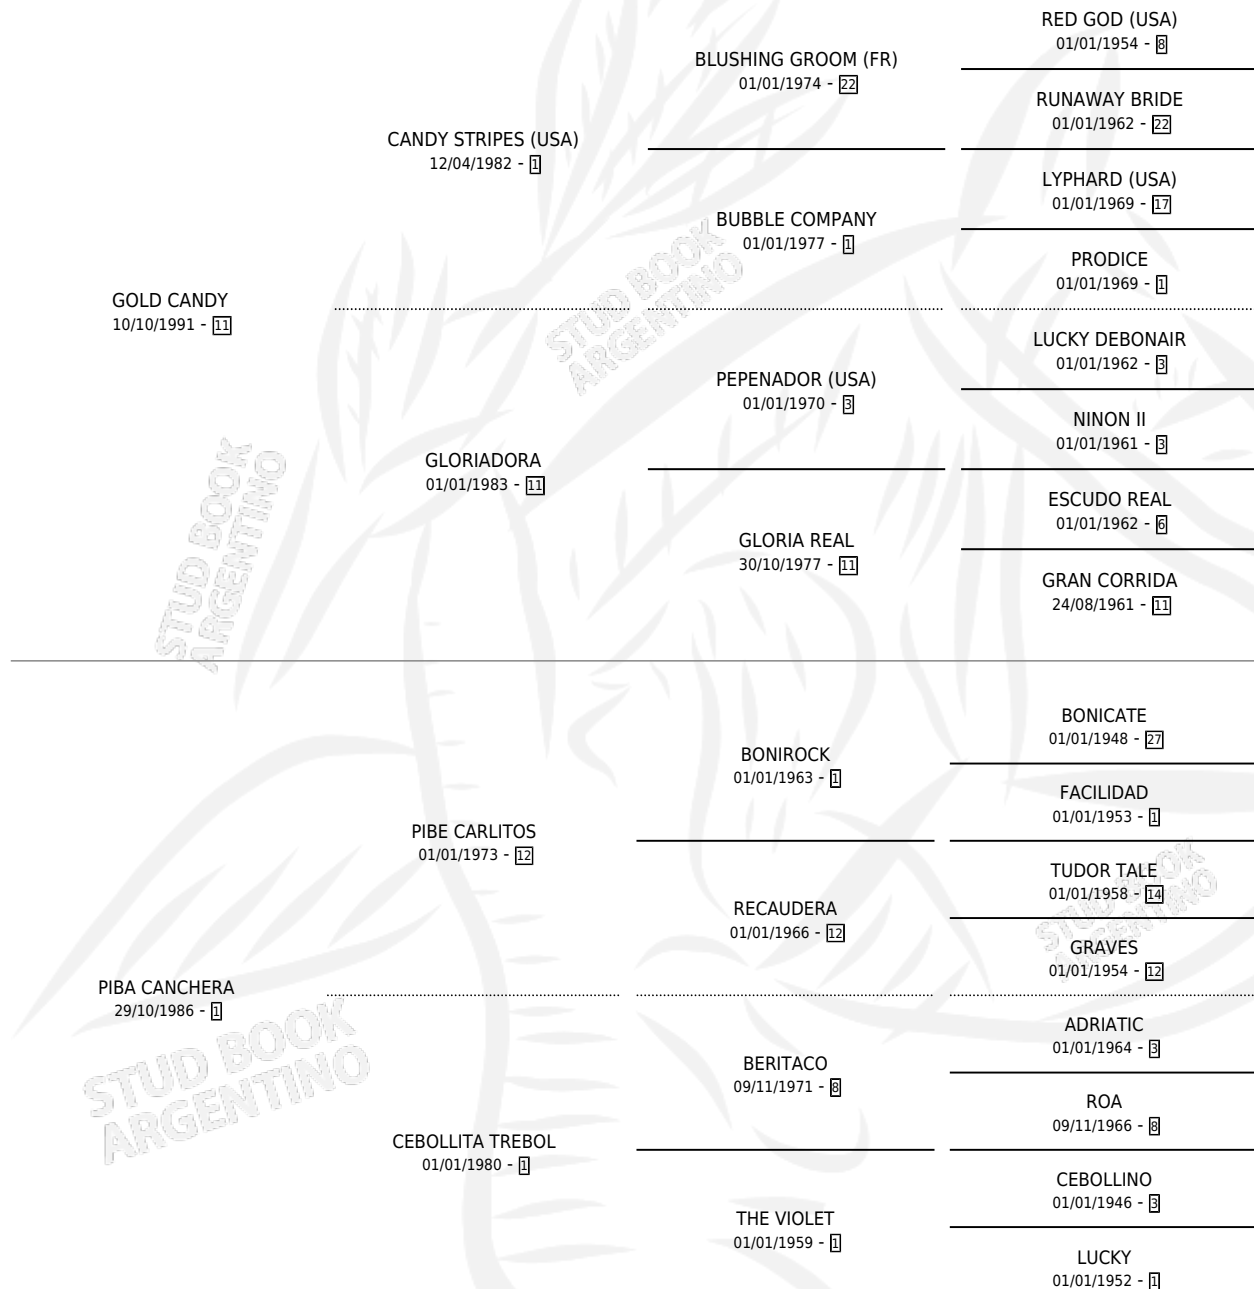 RED GOD (USA)
01/01/1954 - 8
BLUSHING GROOM (FR)
01/01/1974 - 22
RUNAWAY BRIDE
01/01/1962 - 22
CANDY STRIPES (USA)
12/04/1982 - 1
LYPHARD (USA)
01/01/1969 - 17
BUBBLE COMPANY
01/01/1977 - 1
PRODICE
01/01/1969 - 1
GOLD CANDY
10/10/1991 - 11
STUD BOOK
ARGENTINO
LUCKY DEBONAIR
01/01/1962 - 3
PEPENADOR (USA)
01/01/1970 - 3
NINON II
01/01/1961 - 3
GLORIADORA
01/01/1983 - 11
ESCUDO REAL
01/01/1962 - 6
GLORIA REAL
30/10/1977 - 11
GRAN CORRIDA
24/08/1961 - 11
STUD BOOK
ARGENTINO
BONICATE
01/01/1948 - 27
BONIROCK
01/01/1963 - 1
FACILIDAD
01/01/1953 - 1
PIBE CARLITOS
01/01/1973 - 12
TUDOR TALE
01/01/1958 - 14
RECAUDERA
01/01/1966 - 12
GRAVES
01/01/1954 - 12
STUD BOOK
ARGENTINO
PIBA CANCHERA
29/10/1986 - 1
ADRIATIC
01/01/1964 - 3
BERITACO
09/11/1971 - 8
ROA
09/11/1966 - 8
STUD BOOK
ARGENTINO
CEBOLLITA TREBOL
01/01/1980 - 1
CEBOLLINO
01/01/1946 - 3
THE VIOLET
01/01/1959 - 1
LUCKY
01/01/1952 - 1